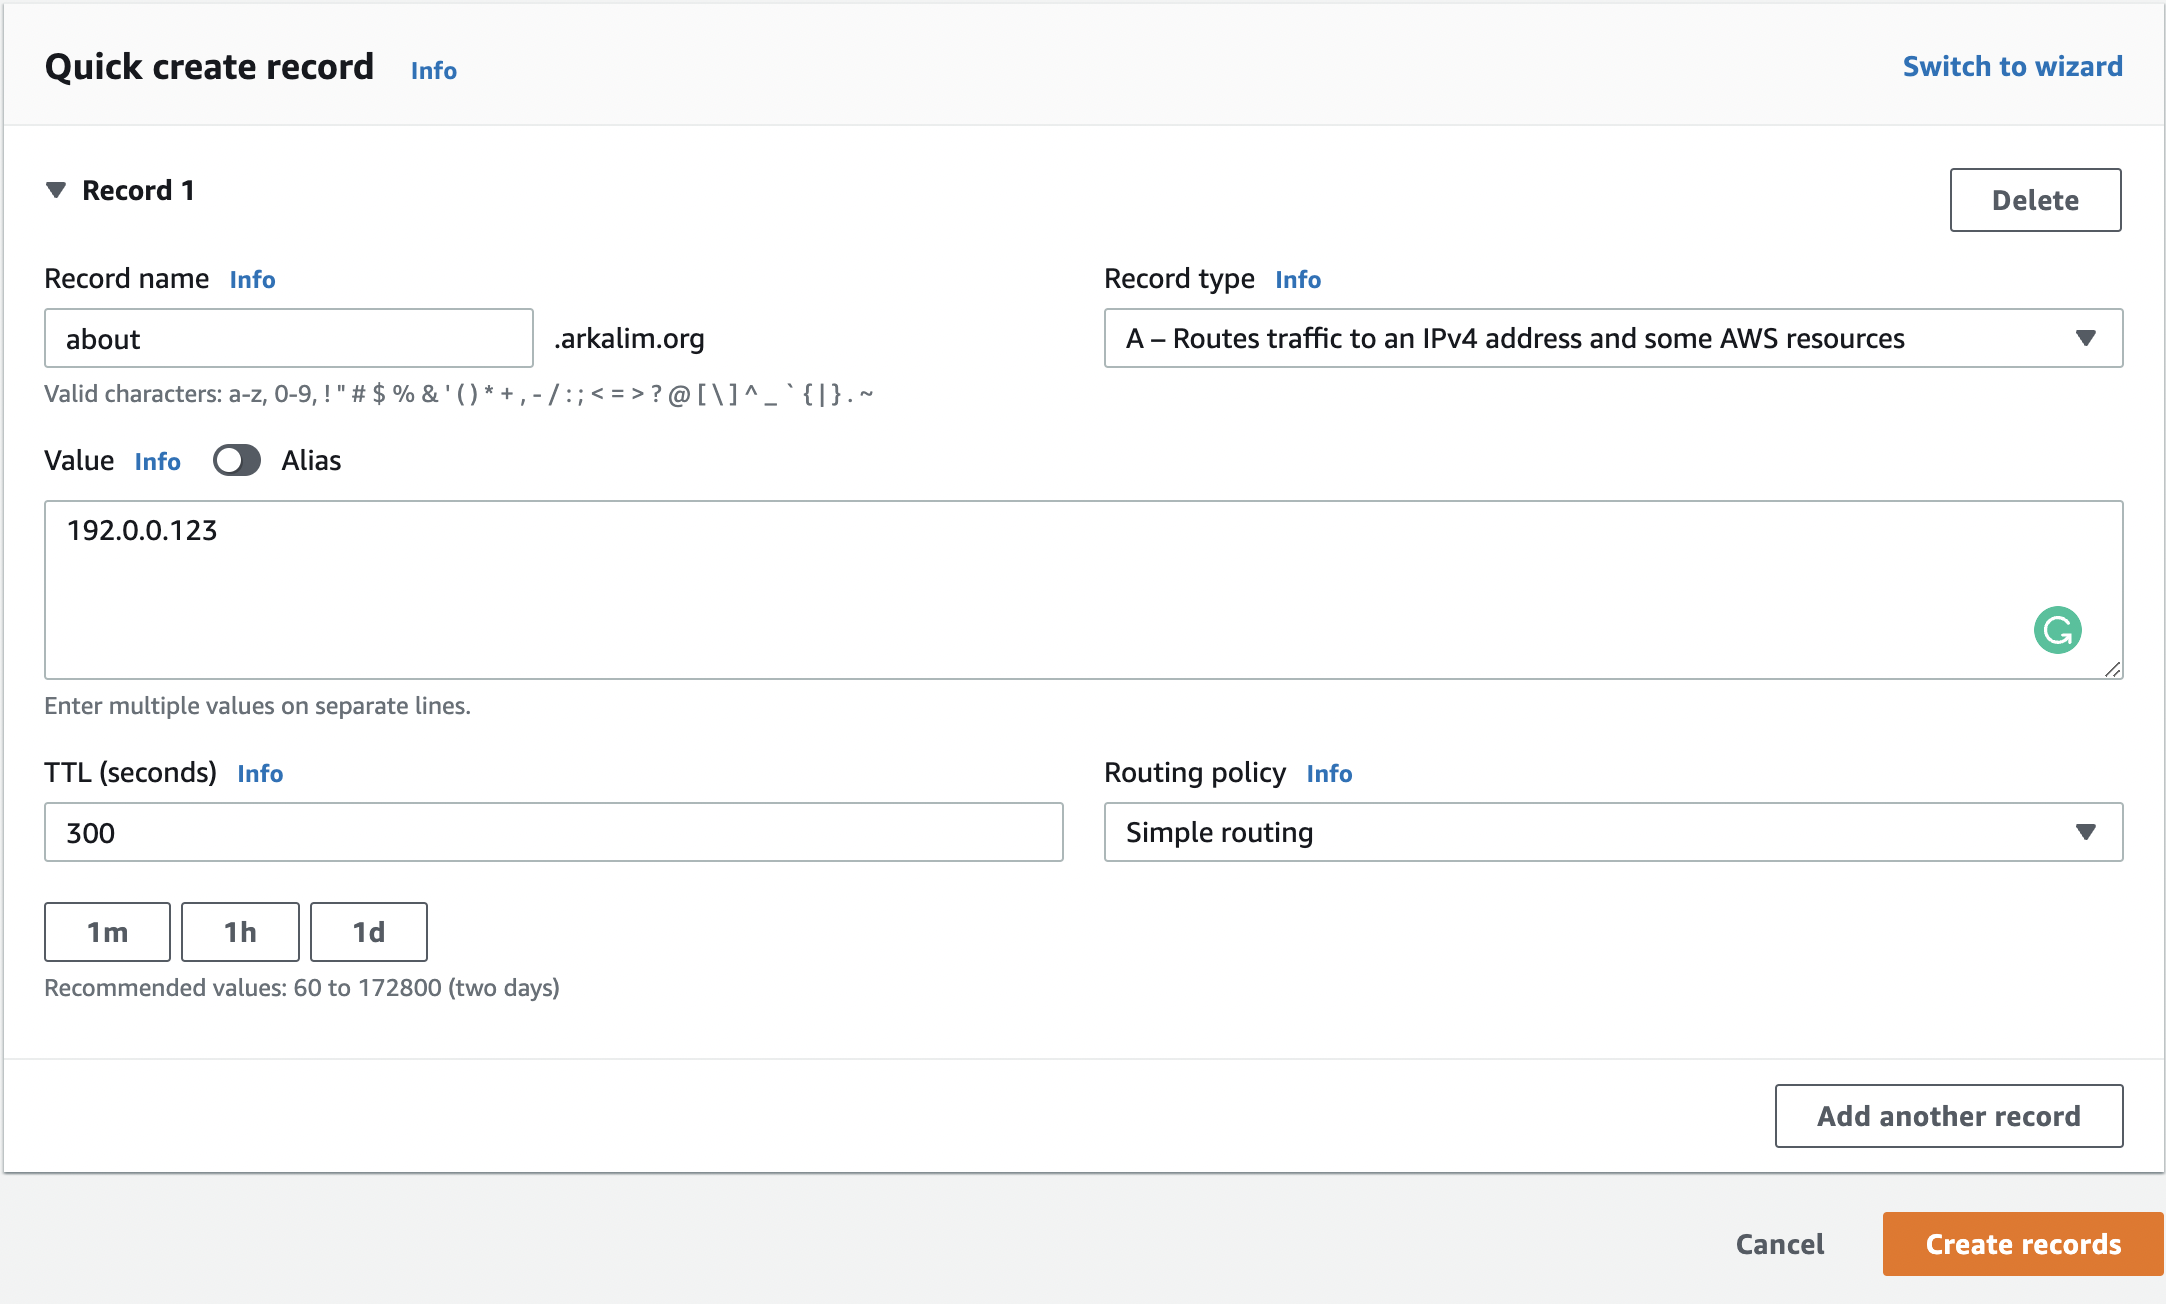 Quick create record Info Switch to wizard
Record 1 Delete
Record name Info
about .arkalim.org
Valid characters: a-z, 0-9, ! " # $ % & ' ( ) * + , - / : ; < = > ? @ [ \ ] ^ _ ` { | } . ~
Record type Info
A – Routes traffic to an IPv4 address and some AWS resources
Value Info Alias
192.0.0.123
Enter multiple values on separate lines.
TTL (seconds) Info
300
1m 1h 1d
Recommended values: 60 to 172800 (two days)
Routing policy Info
Simple routing
Add another record
Cancel Create records